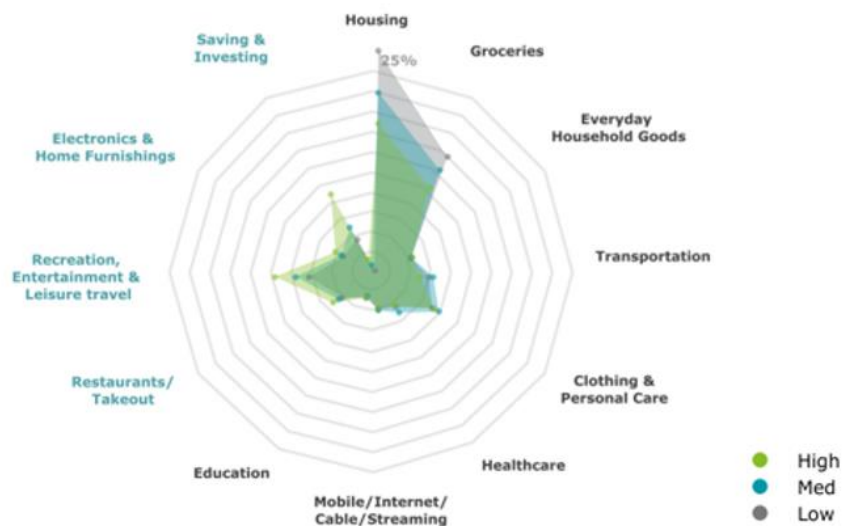 Housing
25%
Groceries
Everyday
Household Goods
Transportation
Clothing &
Personal Care
Healthcare
Mobile/Internet/
Cable/Streaming
Education
Restaurants/
Takeout
Recreation,
Entertainment &
Leisure travel
Electronics &
Home Furnishings
Saving &
Investing
High
Med
Low